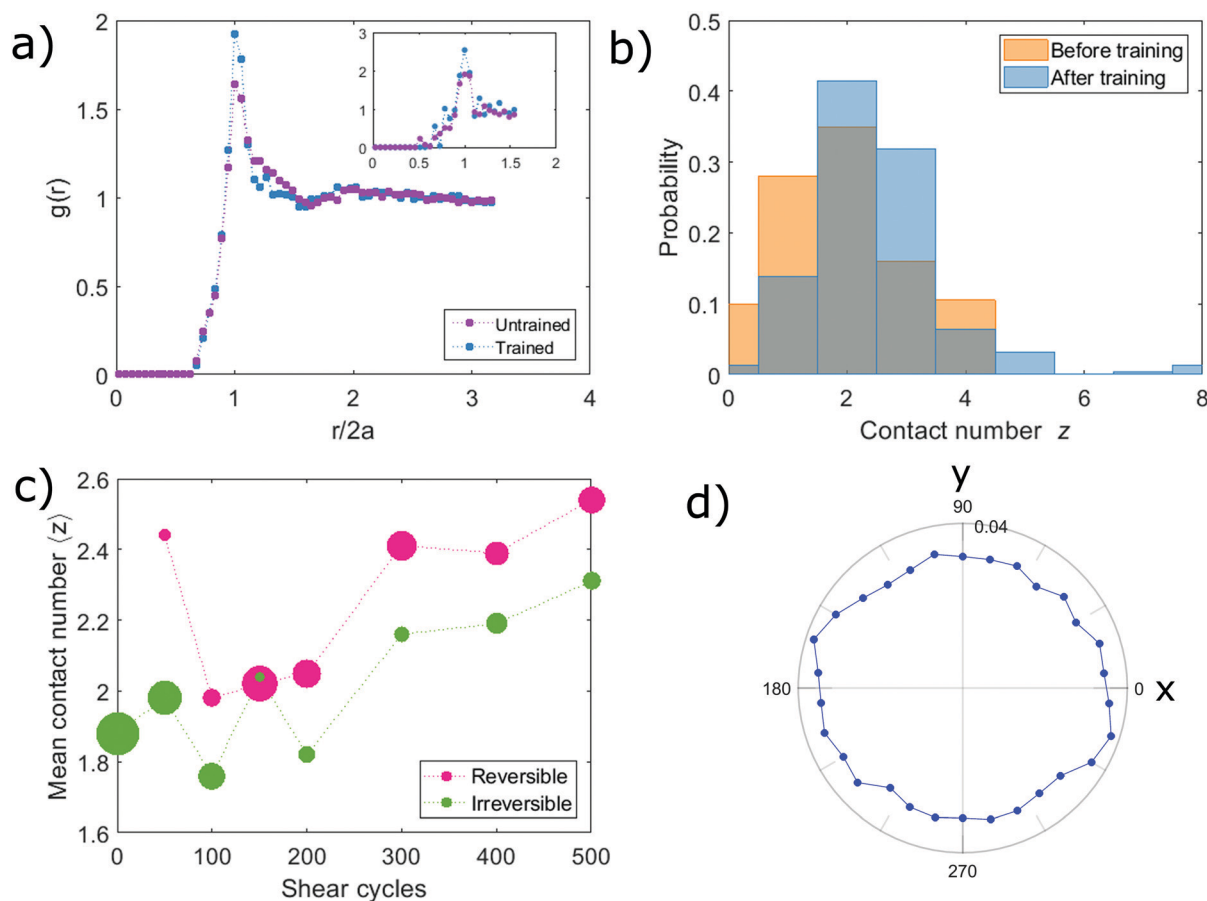 a)
2
1.5
1
0.5
0
0 1 2 3 4
g(r)
r/2a
3
2
1
0
0 0.5 1 1.5 2
Untrained
Trained
b)
0.5
0.4
0.3
0.2
0.1
0
0 2 4 6 8
Probability
Contact number z
Before training
After training
c)
2.6
2.4
2.2
2
1.8
1.6
0 100 200 300 400 500
Mean contact number ⟨z⟩
Shear cycles
Reversible
Irreversible
d)
y
90
0.04
180
0 x
270